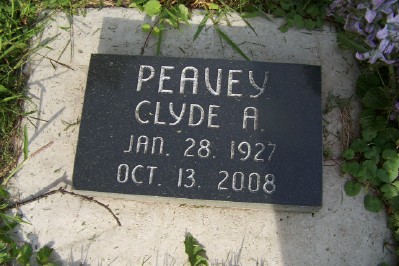 PEAVEY
CLYDE A.
JAN. 28 1927
OCT. 13. 2008